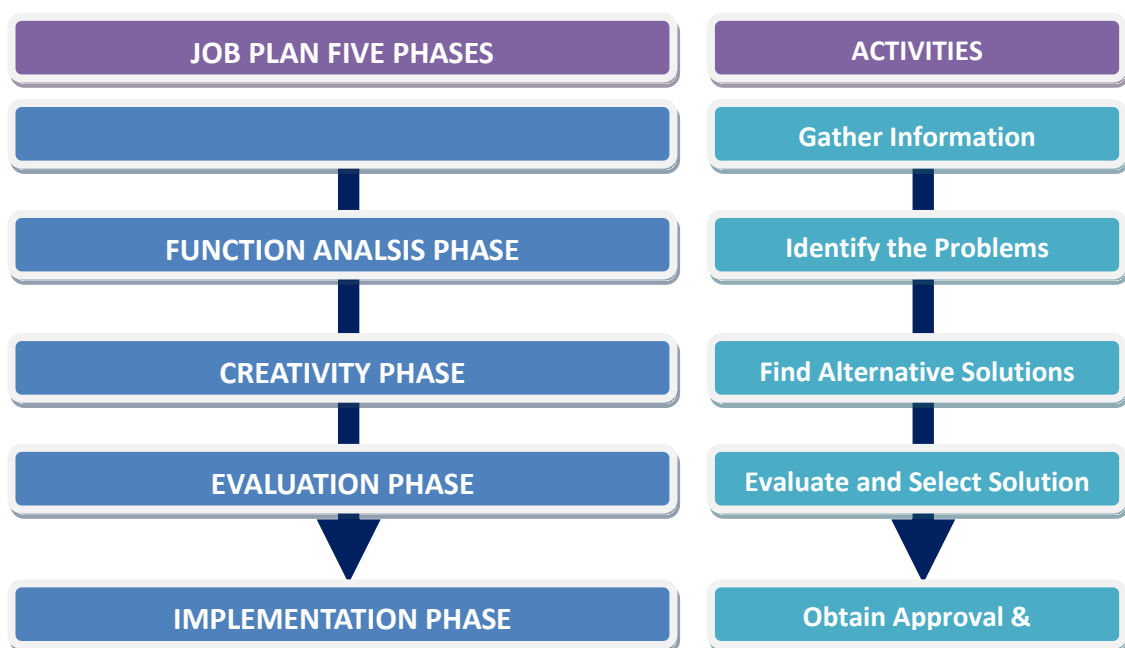 JOB PLAN FIVE PHASES
ACTIVITIES
Gather Information
FUNCTION ANALSIS PHASE
Identify the Problems
CREATIVITY PHASE
Find Alternative Solutions
EVALUATION PHASE
Evaluate and Select Solution
IMPLEMENTATION PHASE
Obtain Approval &